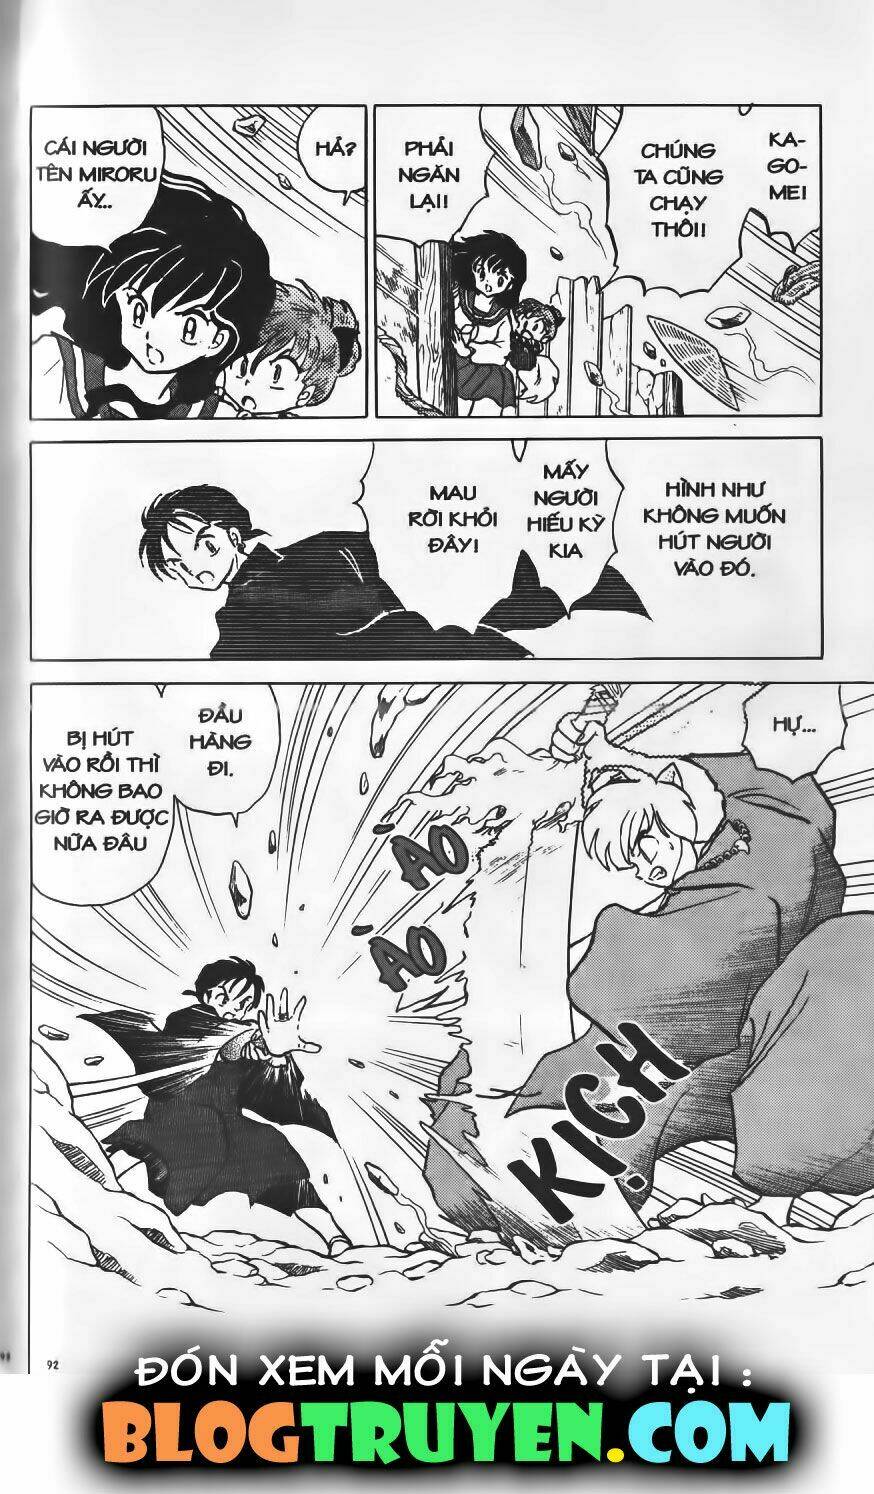 KA-
GO-
ME!
CHÚNG
TA CŨNG
CHẠY
THÔI!
PHẢI
NGĂN
LẠI!
HẢ?
CÁI NGƯỜI
TÊN MIRORU
ẤY...
HÌNH NHƯ
KHÔNG MUỐN
HÚT NGƯỜI
VÀO ĐÓ.
MẤY
NGƯỜI
HIẾU KỲ
KIA
MAU
RỜI KHỎI
ĐÂY!
HỰ...
ĐẦU
HÀNG
ĐI.
BỊ HÚT
VÀO RỒI THÌ
KHÔNG BAO
GIỜ RA ĐƯỢC
NỮA ĐÂU
ÀO
ÀO
KỊCH
92
ĐÓN XEM MỖI NGÀY TẠI :
BLOGTRUYEN.COM